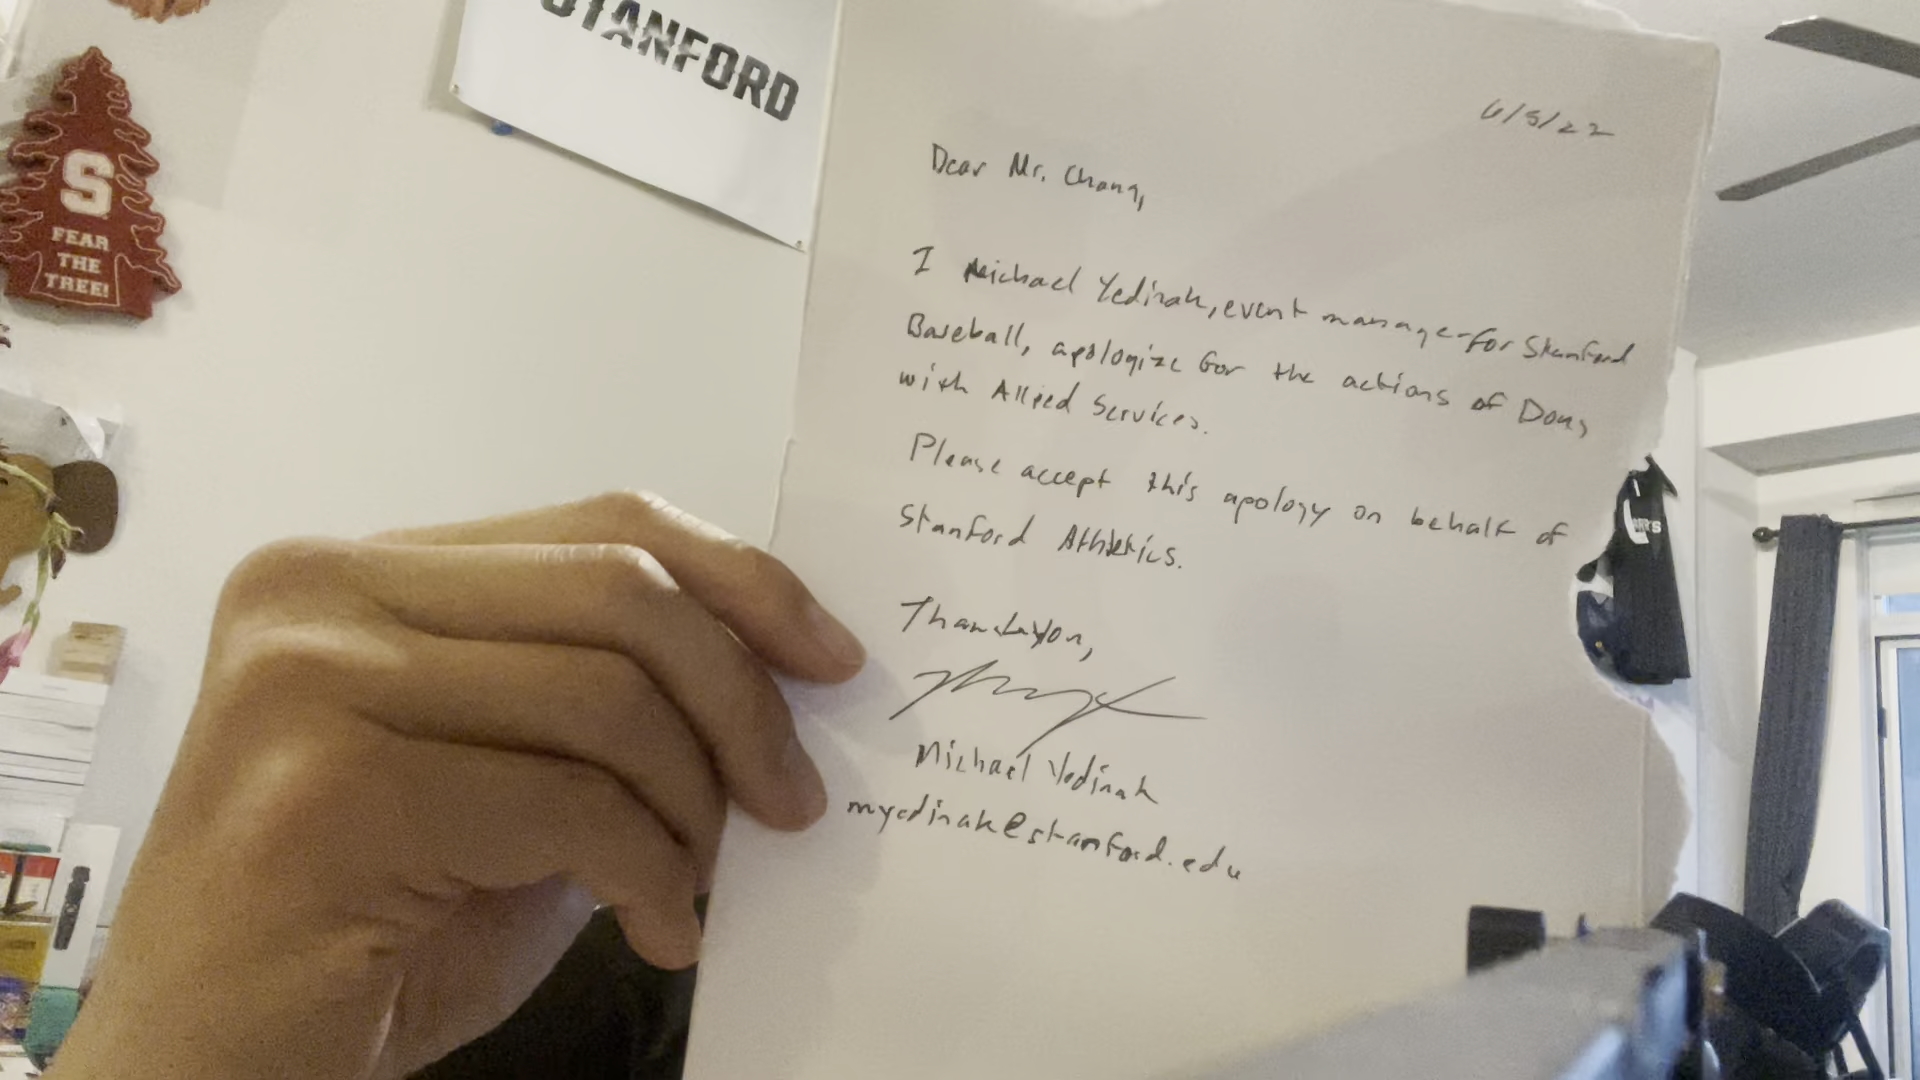 STANFORD
S
FEAR
THE
TREE!
6/5/22
Dear Mr. Chang,
I Michael Yedinak, event manager for Stanford
Baseball, apologize for the actions of Doug
with Allied Services.
Please accept this apology on behalf of
Stanford Athletics.
Thank you,
Michael Yedinak
myedinak@stanford.edu